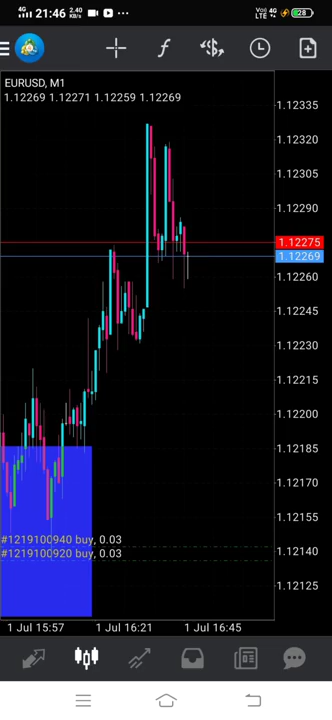 4G 21:46 2.40 KB/s
Voi) LTE 4G 28
EURUSD, M1
1.12269 1.12271 1.12259 1.12269
1.12335
1.12320
1.12305
1.12290
1.12275
1.12269
1.12260
1.12245
1.12230
1.12215
1.12200
1.12185
1.12170
1.12155
#1219100940 buy, 0.03
1.12140
#1219100920 buy, 0.03
1.12125
1 Jul 15:57 1 Jul 16:21 1 Jul 16:45